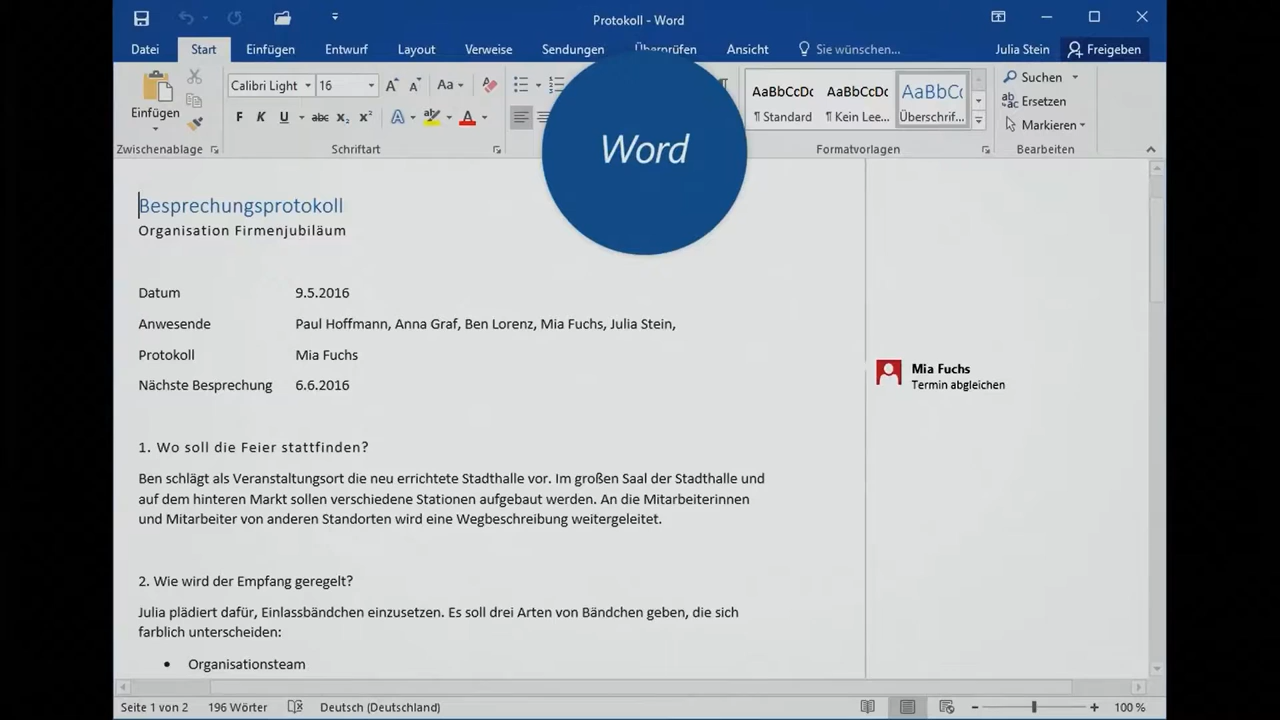 Protokoll - Word
Datei Start Einfügen Entwurf Layout Verweise Sendungen Überprüfen Ansicht Sie wünschen... Julia Stein Freigeben
Calibri Light 16 Aa
Einfügen
F K U abc x₂ x² A ab A
AaBbCcDc AaBbCcDc AaBbCc
¶ Standard ¶ Kein Lee... Überschrif...
Suchen
Ersetzen
Markieren
Zwischenablage Schriftart Formatvorlagen Bearbeiten
Word
Besprechungsprotokoll
Organisation Firmenjubiläum
Datum 9.5.2016
Anwesende Paul Hoffmann, Anna Graf, Ben Lorenz, Mia Fuchs, Julia Stein,
Protokoll Mia Fuchs
Nächste Besprechung 6.6.2016
Mia Fuchs
Termin abgleichen
1. Wo soll die Feier stattfinden?
Ben schlägt als Veranstaltungsort die neu errichtete Stadthalle vor. Im großen Saal der Stadthalle und
auf dem hinteren Markt sollen verschiedene Stationen aufgebaut werden. An die Mitarbeiterinnen
und Mitarbeiter von anderen Standorten wird eine Wegbeschreibung weitergeleitet.
2. Wie wird der Empfang geregelt?
Julia plädiert dafür, Einlassbändchen einzusetzen. Es soll drei Arten von Bändchen geben, die sich
farblich unterscheiden:
• Organisationsteam
Seite 1 von 2 196 Wörter Deutsch (Deutschland) 100 %